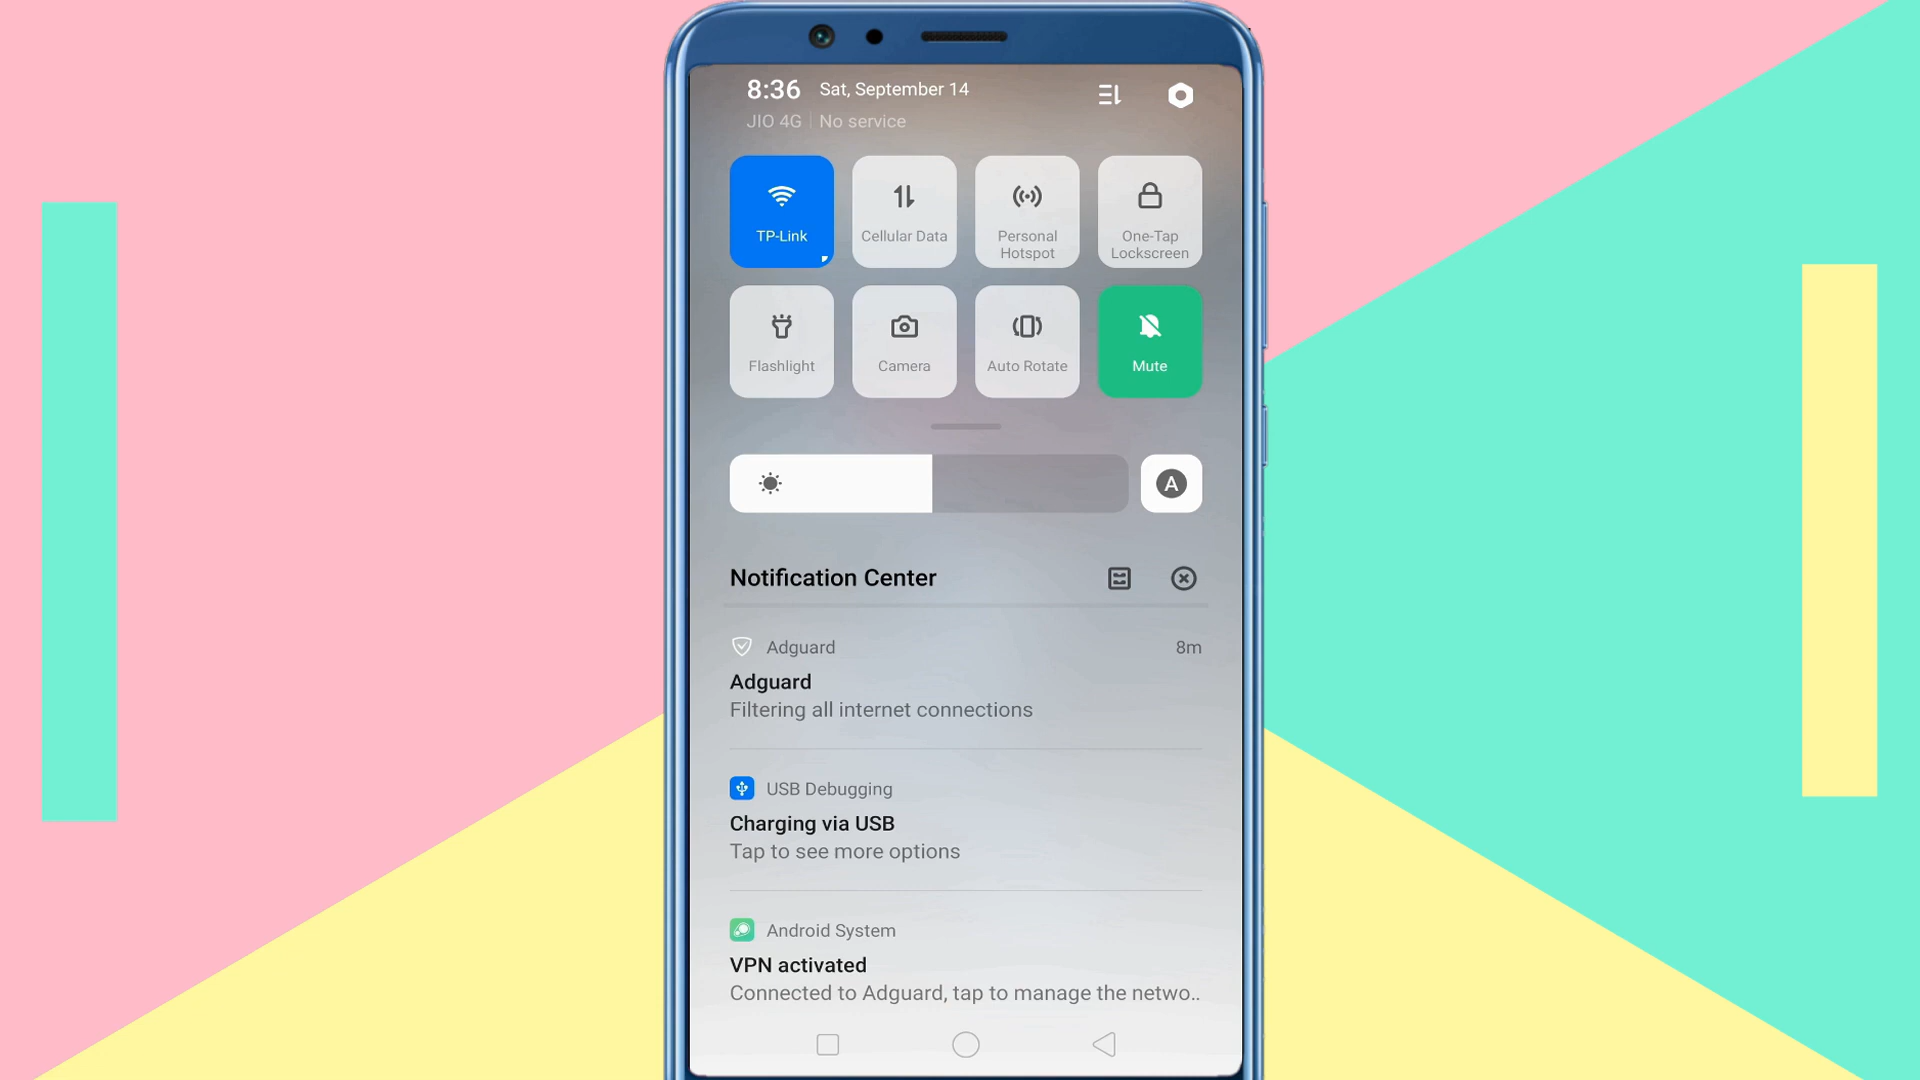 8:36 Sat, September 14
JIO 4G No service
TP-Link
Cellular Data
Personal
Hotspot
One-Tap
Lockscreen
Flashlight
Camera
Auto Rotate
Mute
A
Notification Center
Adguard 8m
Adguard
Filtering all internet connections
USB Debugging
Charging via USB
Tap to see more options
Android System
VPN activated
Connected to Adguard, tap to manage the netwo..